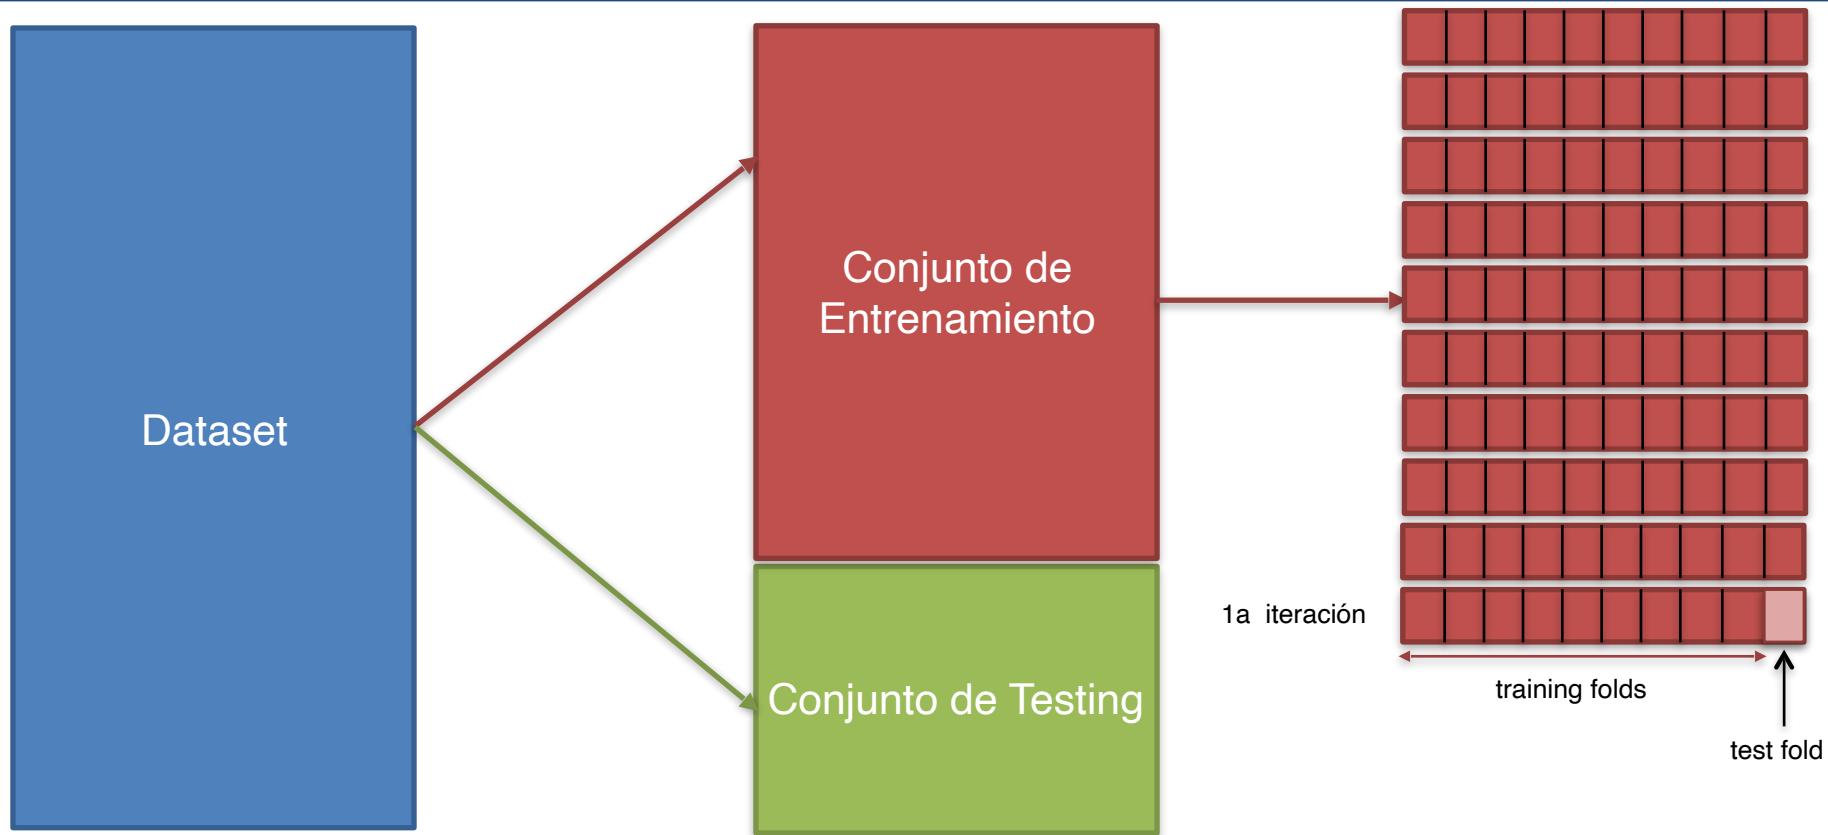 Dataset
Conjunto de
Entrenamiento
Conjunto de Testing
1a iteración
training folds
test fold